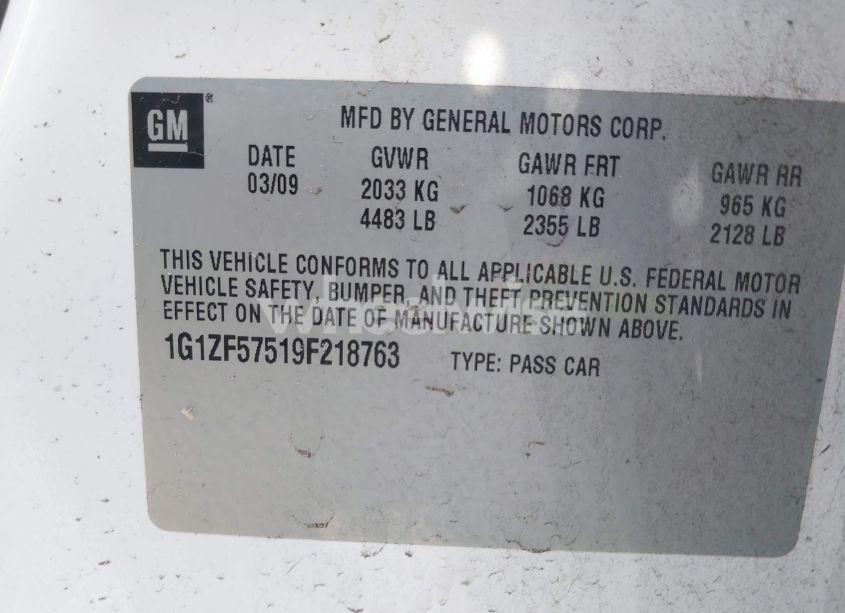 GM®
MFD BY GENERAL MOTORS CORP.
DATE GVWR GAWR FRT GAWR RR
03/09 2033 KG 1068 KG 965 KG
4483 LB 2355 LB 2128 LB
THIS VEHICLE CONFORMS TO ALL APPLICABLE U.S. FEDERAL MOTOR
VEHICLE SAFETY, BUMPER, AND THEFT PREVENTION STANDARDS IN
EFFECT ON THE DATE OF MANUFACTURE SHOWN ABOVE.
1G1ZF57519F218763 TYPE: PASS CAR